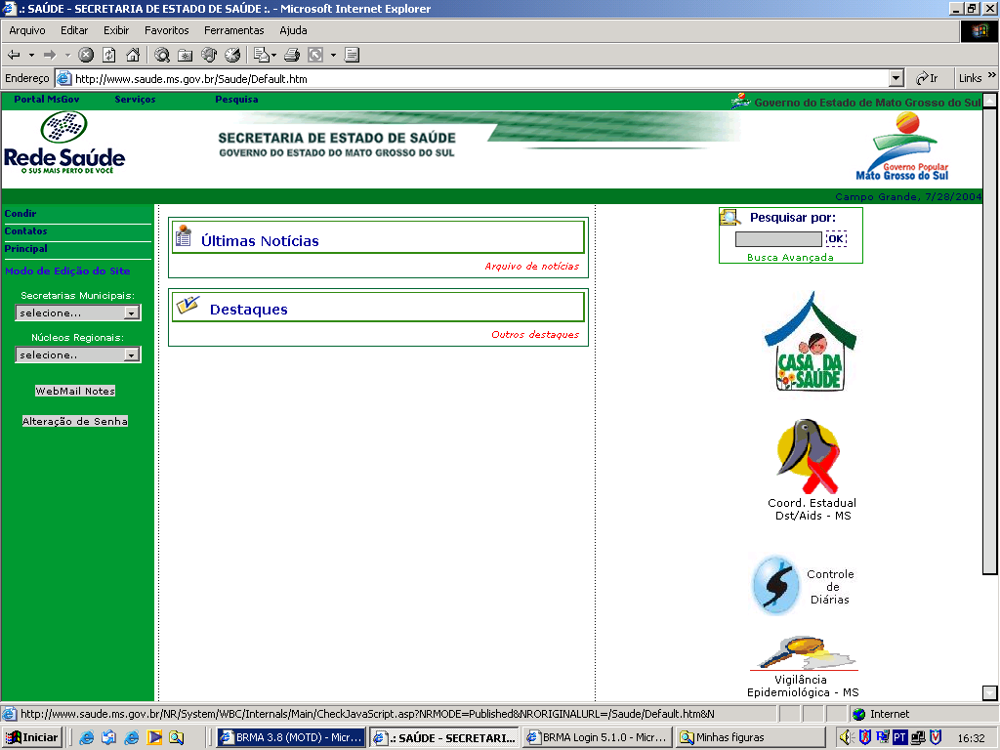 .: SAÚDE - SECRETARIA DE ESTADO DE SAÚDE :. - Microsoft Internet Explorer
Arquivo Editar Exibir Favoritos Ferramentas Ajuda
Endereço http://www.saude.ms.gov.br/Saude/Default.htm Ir Links »
Portal MsGov Serviços Pesquisa Governo do Estado de Mato Grosso do Sul
Rede Saúde
O SUS MAIS PERTO DE VOCÊ
SECRETARIA DE ESTADO DE SAÚDE
GOVERNO DO ESTADO DO MATO GROSSO DO SUL
Governo Popular
Mato Grosso do Sul
Campo Grande, 7/28/2004
Condir
Contatos
Principal
Modo de Edição do Site
Secretarias Municipais:
selecione...
Núcleos Regionais:
selecione..
WebMail Notes
Alteração de Senha
Últimas Notícias
Arquivo de notícias
Destaques
Outros destaques
Pesquisar por:
OK
Busca Avançada
CASA DA
SAÚDE
Coord. Estadual
Dst/Aids - MS
Controle
de
Diárias
Vigilância
Epidemiológica - MS
http://www.saude.ms.gov.br/NR/System/WBC/Internals/Main/CheckJavaScript.asp?NRMODE=Published&NRORIGINALURL=/Saude/Default.htm&N Internet
Iniciar BRMA 3.8 (MOTD) - Micr... .: SAÚDE - SECRETARI... BRMA Login 5.1.0 - Micr... Minhas figuras PT 16:32